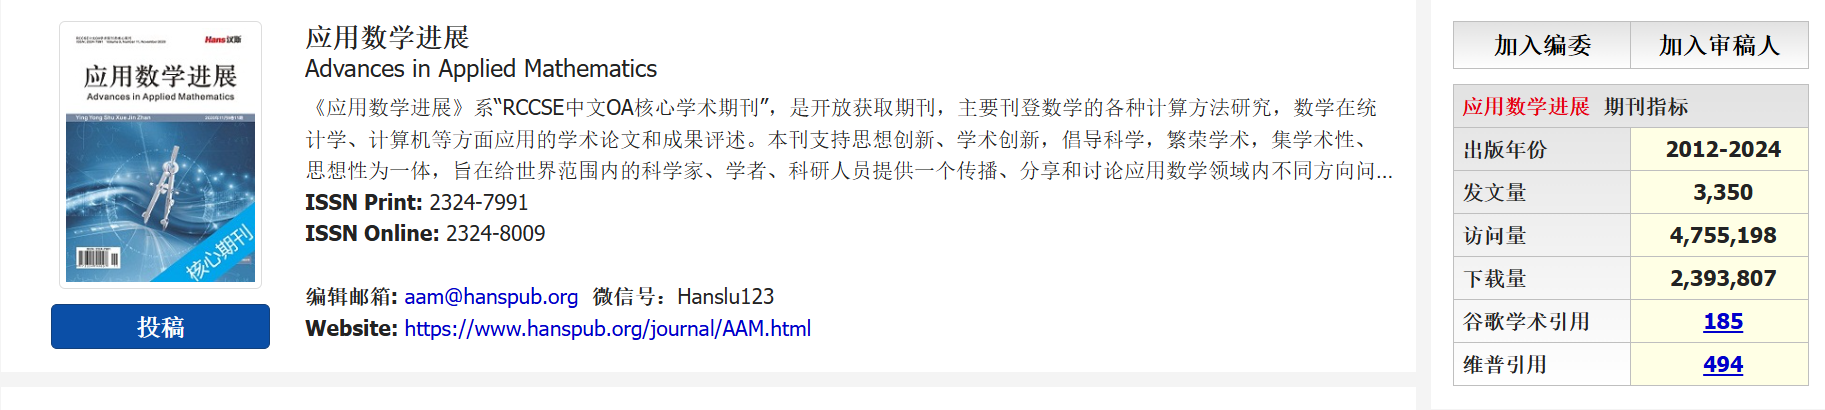 Hans汉斯
应用数学进展
Advances in Applied Mathematics
Ying Yong Shu Xue Jin Zhan
核心期刊
投稿
应用数学进展
Advances in Applied Mathematics
《应用数学进展》系“RCCSE中文OA核心学术期刊”，是开放获取期刊，主要刊登数学的各种计算方法研究，数学在统
计学、计算机等方面应用的学术论文和成果评述。本刊支持思想创新、学术创新，倡导科学，繁荣学术，集学术性、
思想性为一体，旨在给世界范围内的科学家、学者、科研人员提供一个传播、分享和讨论应用数学领域内不同方向问...
ISSN Print: 2324-7991
ISSN Online: 2324-8009
编辑邮箱: aam@hanspub.org 微信号：Hanslu123
Website: https://www.hanspub.org/journal/AAM.html
加入编委 加入审稿人
应用数学进展 期刊指标
出版年份 2012-2024
发文量 3,350
访问量 4,755,198
下载量 2,393,807
谷歌学术引用 185
维普引用 494